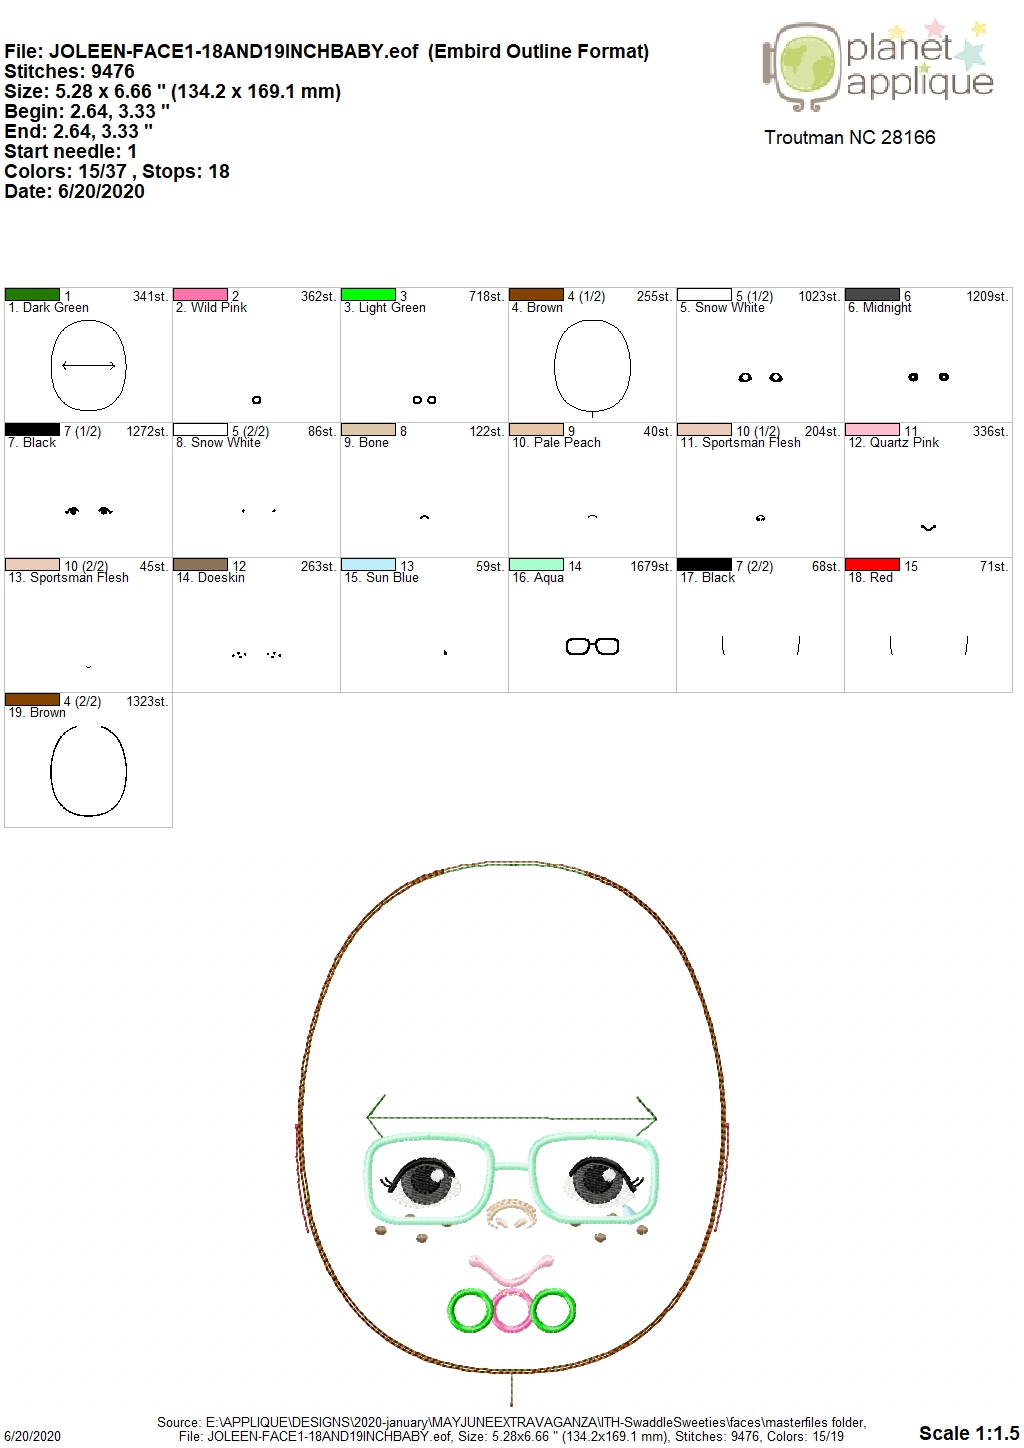 File: JOLEEN-FACE1-18AND19INCHBABY.eof (Embird Outline Format)
Stitches: 9476
Size: 5.28 x 6.66 " (134.2 x 169.1 mm)
Begin: 2.64, 3.33 "
End: 2.64, 3.33 "
Start needle: 1
Colors: 15/37 , Stops: 18
Date: 6/20/2020
planet
applique
Troutman NC 28166
1 341st. 2 362st. 3 718st. 4 (1/2) 255st. 5 (1/2) 1023st. 6 1209st.
1. Dark Green 2. Wild Pink 3. Light Green 4. Brown 5. Snow White 6. Midnight
7 (1/2) 1272st. 5 (2/2) 86st. 8 122st. 9 40st. 10 (1/2) 204st. 11 336st.
7. Black 8. Snow White 9. Bone 10. Pale Peach 11. Sportsman Flesh 12. Quartz Pink
10 (2/2) 45st. 12 263st. 13 59st. 14 1679st. 7 (2/2) 68st. 15 71st.
13. Sportsman Flesh 14. Doeskin 15. Sun Blue 16. Aqua 17. Black 18. Red
4 (2/2) 1323st.
19. Brown
Source: E:\APPLIQUE\DESIGNS\2020-january\MAYJUNEEXTRAVAGANZA\ITH-SwaddleSweeties\faces\masterfiles folder,
6/20/2020 File: JOLEEN-FACE1-18AND19INCHBABY.eof, Size: 5.28x6.66 " (134.2x169.1 mm), Stitches: 9476, Colors: 15/19 Scale 1:1.5